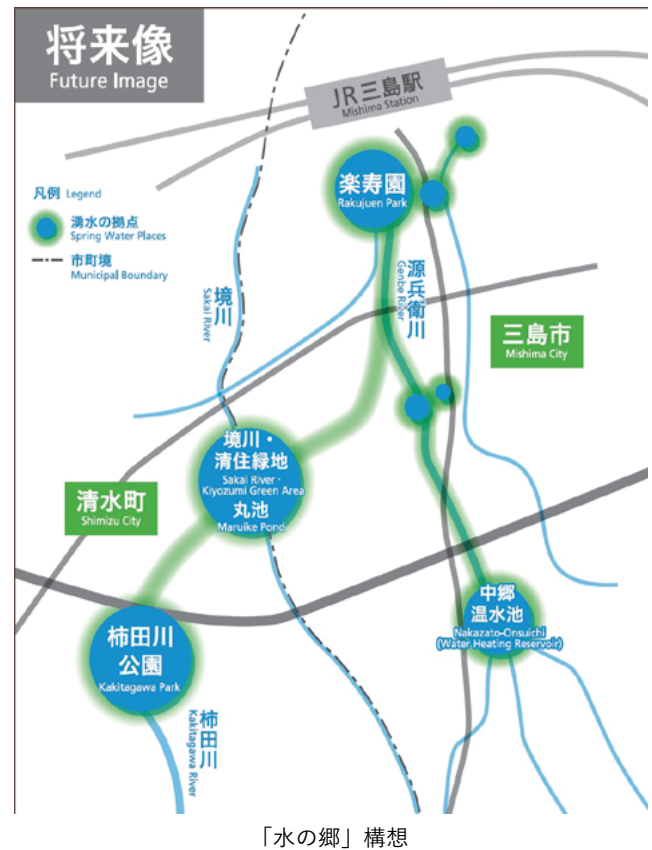 将来像
Future Image
JR三島駅
Mishima Station
楽寿園
Rakujuen Park
凡例 Legend
湧水の拠点
Spring Water Places
市町境
Municipal Boundary
境川
Sakai River
源兵衛川
Genbe River
三島市
Mishima City
境川・
清住緑地
Sakai River・
Kiyozumi Green Area
丸池
Maruike Pond
清水町
Shimizu City
中郷
温水池
Nakazato-Onsuichi
(Water Heating Reservoir)
柿田川
公園
Kakitagawa Park
柿田川
Kakitagawa River
「水の郷」構想